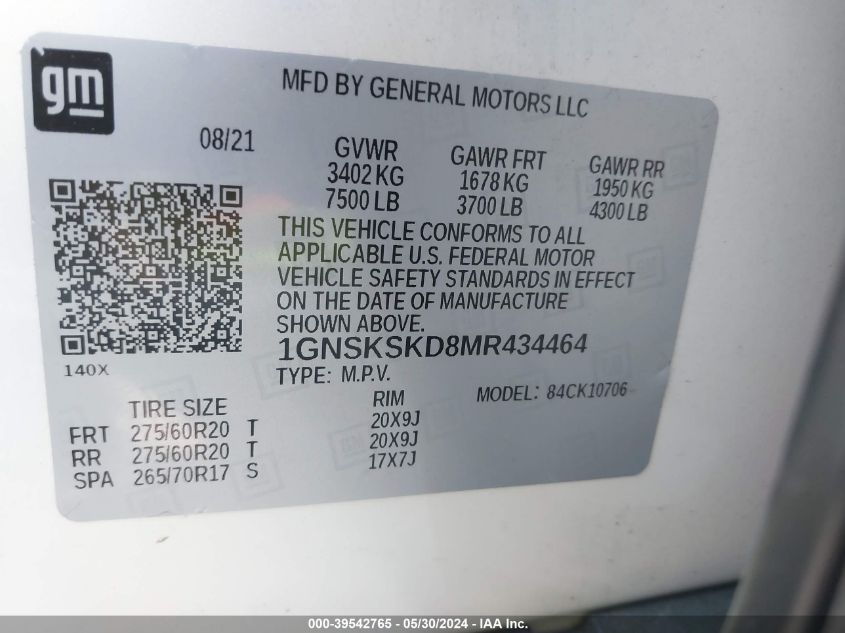 gm
MFD BY GENERAL MOTORS LLC
08/21
GVWR GAWR FRT GAWR RR
3402 KG 1678 KG 1950 KG
7500 LB 3700 LB 4300 LB
THIS VEHICLE CONFORMS TO ALL
APPLICABLE U.S. FEDERAL MOTOR
VEHICLE SAFETY STANDARDS IN EFFECT
ON THE DATE OF MANUFACTURE
SHOWN ABOVE.
1GNSKSKD8MR434464
140X
TYPE: M.P.V. MODEL: 84CK10706
TIRE SIZE RIM
FRT 275/60R20 T 20X9J
RR 275/60R20 T 20X9J
SPA 265/70R17 S 17X7J
000-39542765 - 05/30/2024 - IAA Inc.